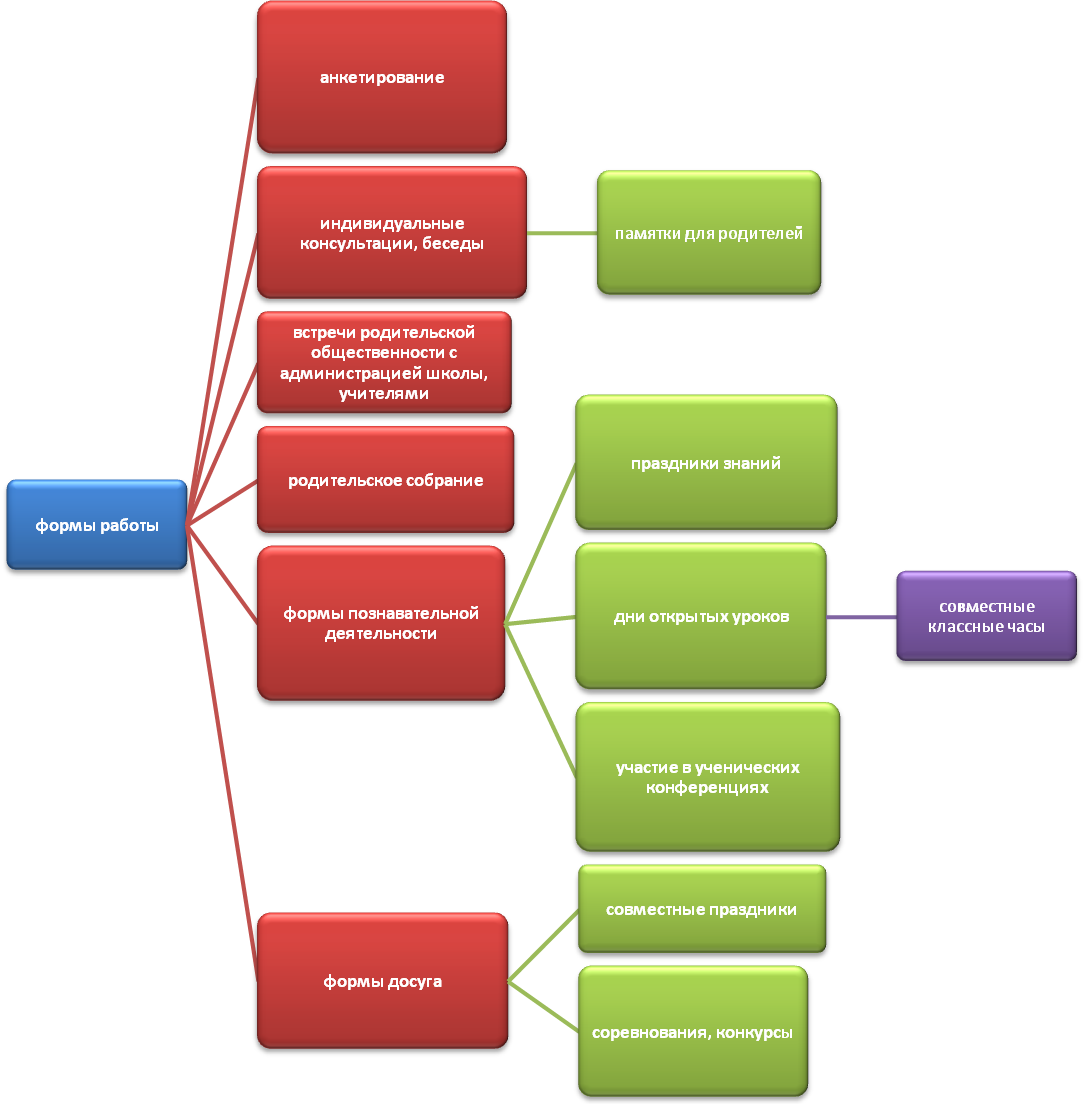 анкетирование
индивидуальные
консультации, беседы
памятки для родителей
встречи родительской
общественности с
администрацией школы,
учителями
родительское собрание
формы работы
формы познавательной
деятельности
праздники знаний
дни открытых уроков
совместные
классные часы
участие в ученических
конференциях
формы досуга
совместные праздники
соревнования, конкурсы